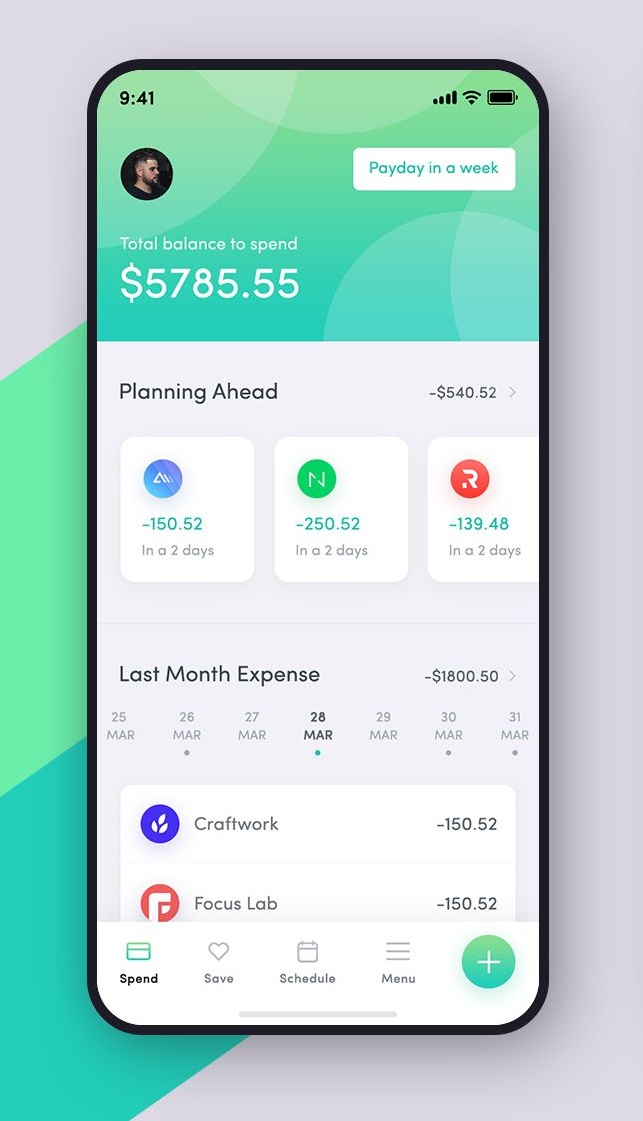 9:41
Payday in a week
Total balance to spend
$5785.55
Planning Ahead
-$540.52
-150.52
In a 2 days
-250.52
In a 2 days
-139.48
In a 2 days
Last Month Expense
-$1800.50
25 26 27 28 29 30 31
MAR MAR MAR MAR MAR MAR MAR
Craftwork
-150.52
Focus Lab
-150.52
Spend
Save
Schedule
Menu